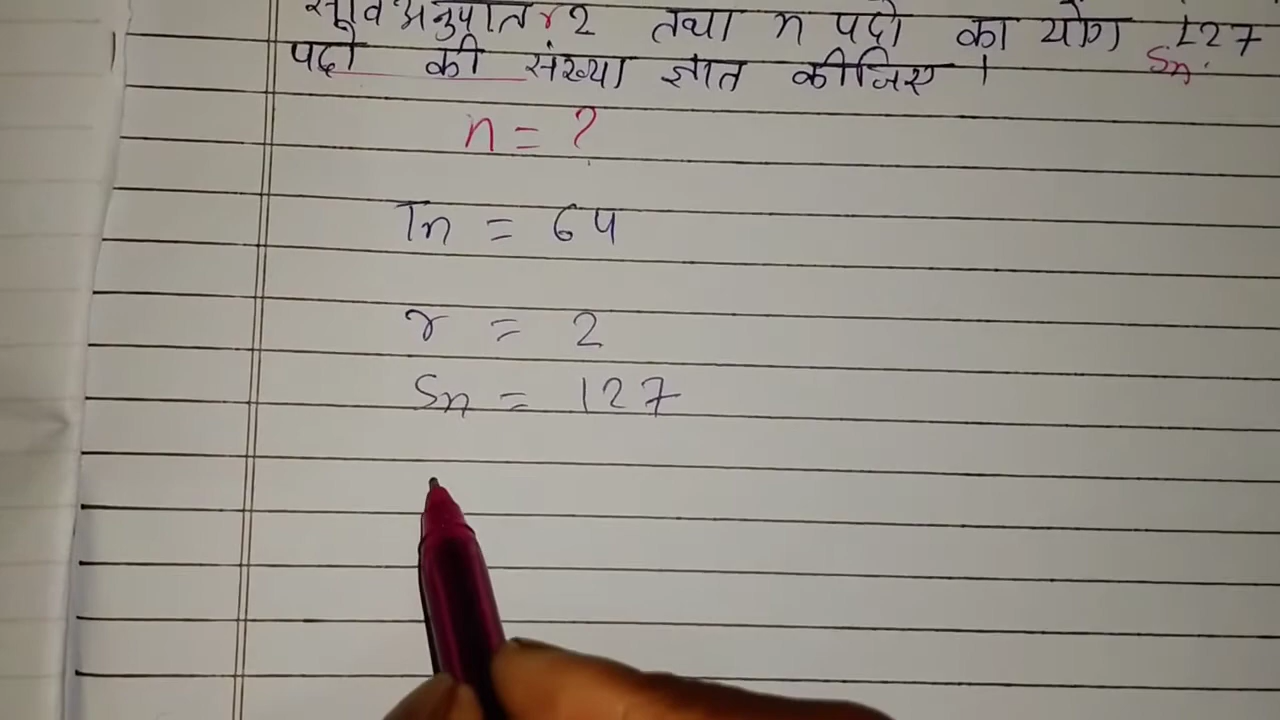 सार्व अनुपात r 2 तथा n पदो का योग 127
Sn
पदो की संख्या ज्ञात कीजिए ।
n = ?
Tn = 64
r = 2
Sn = 127